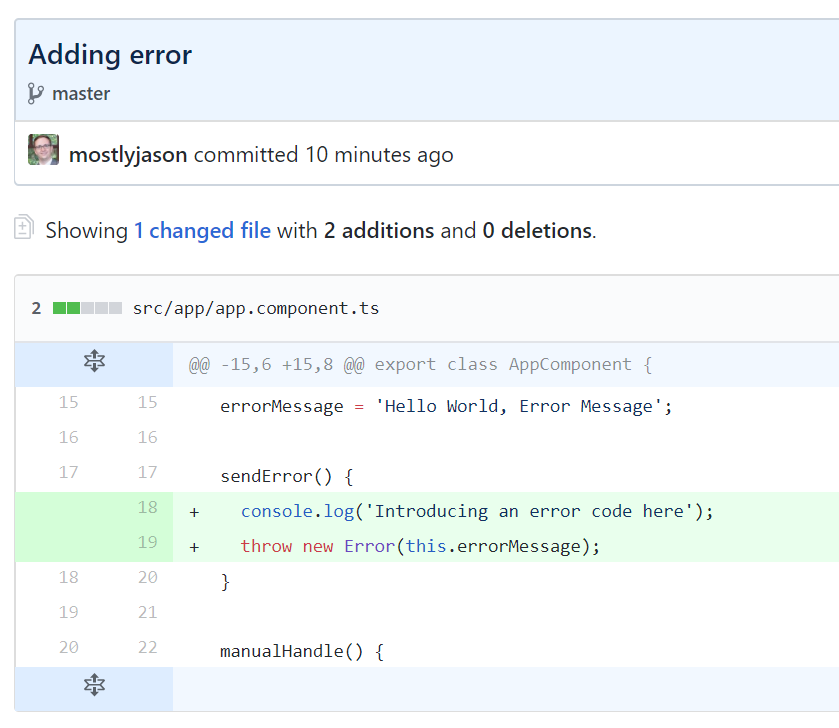 Adding error
master
mostlyjason committed 10 minutes ago
Showing 1 changed file with 2 additions and 0 deletions.
2 src/app/app.component.ts
@@ -15,6 +15,8 @@ export class AppComponent {
15 15 errorMessage = 'Hello World, Error Message';
16 16
17 17 sendError() {
18 + console.log('Introducing an error code here');
19 + throw new Error(this.errorMessage);
18 20 }
19 21
20 22 manualHandle() {